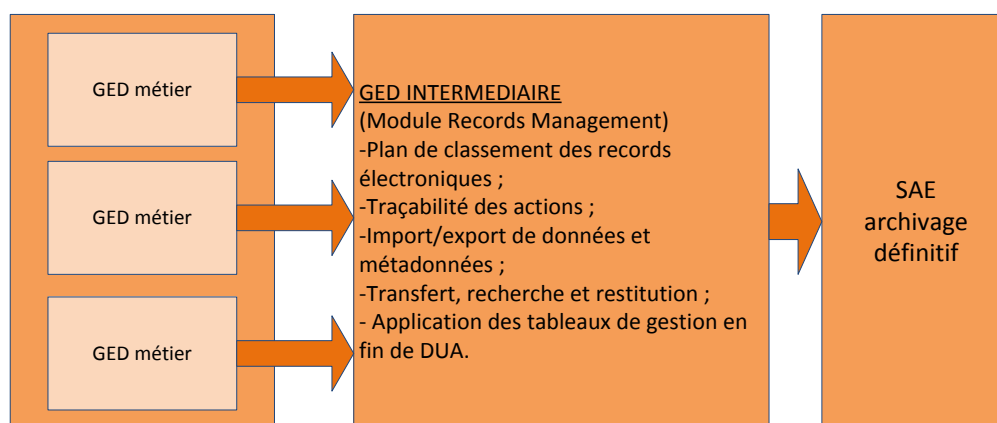 GED métier
GED métier
GED métier
GED INTERMEDIAIRE
(Module Records Management)
-Plan de classement des records
électroniques ;
-Traçabilité des actions ;
-Import/export de données et
métadonnées ;
-Transfert, recherche et restitution ;
- Application des tableaux de gestion en
fin de DUA.
SAE
archivage
définitif